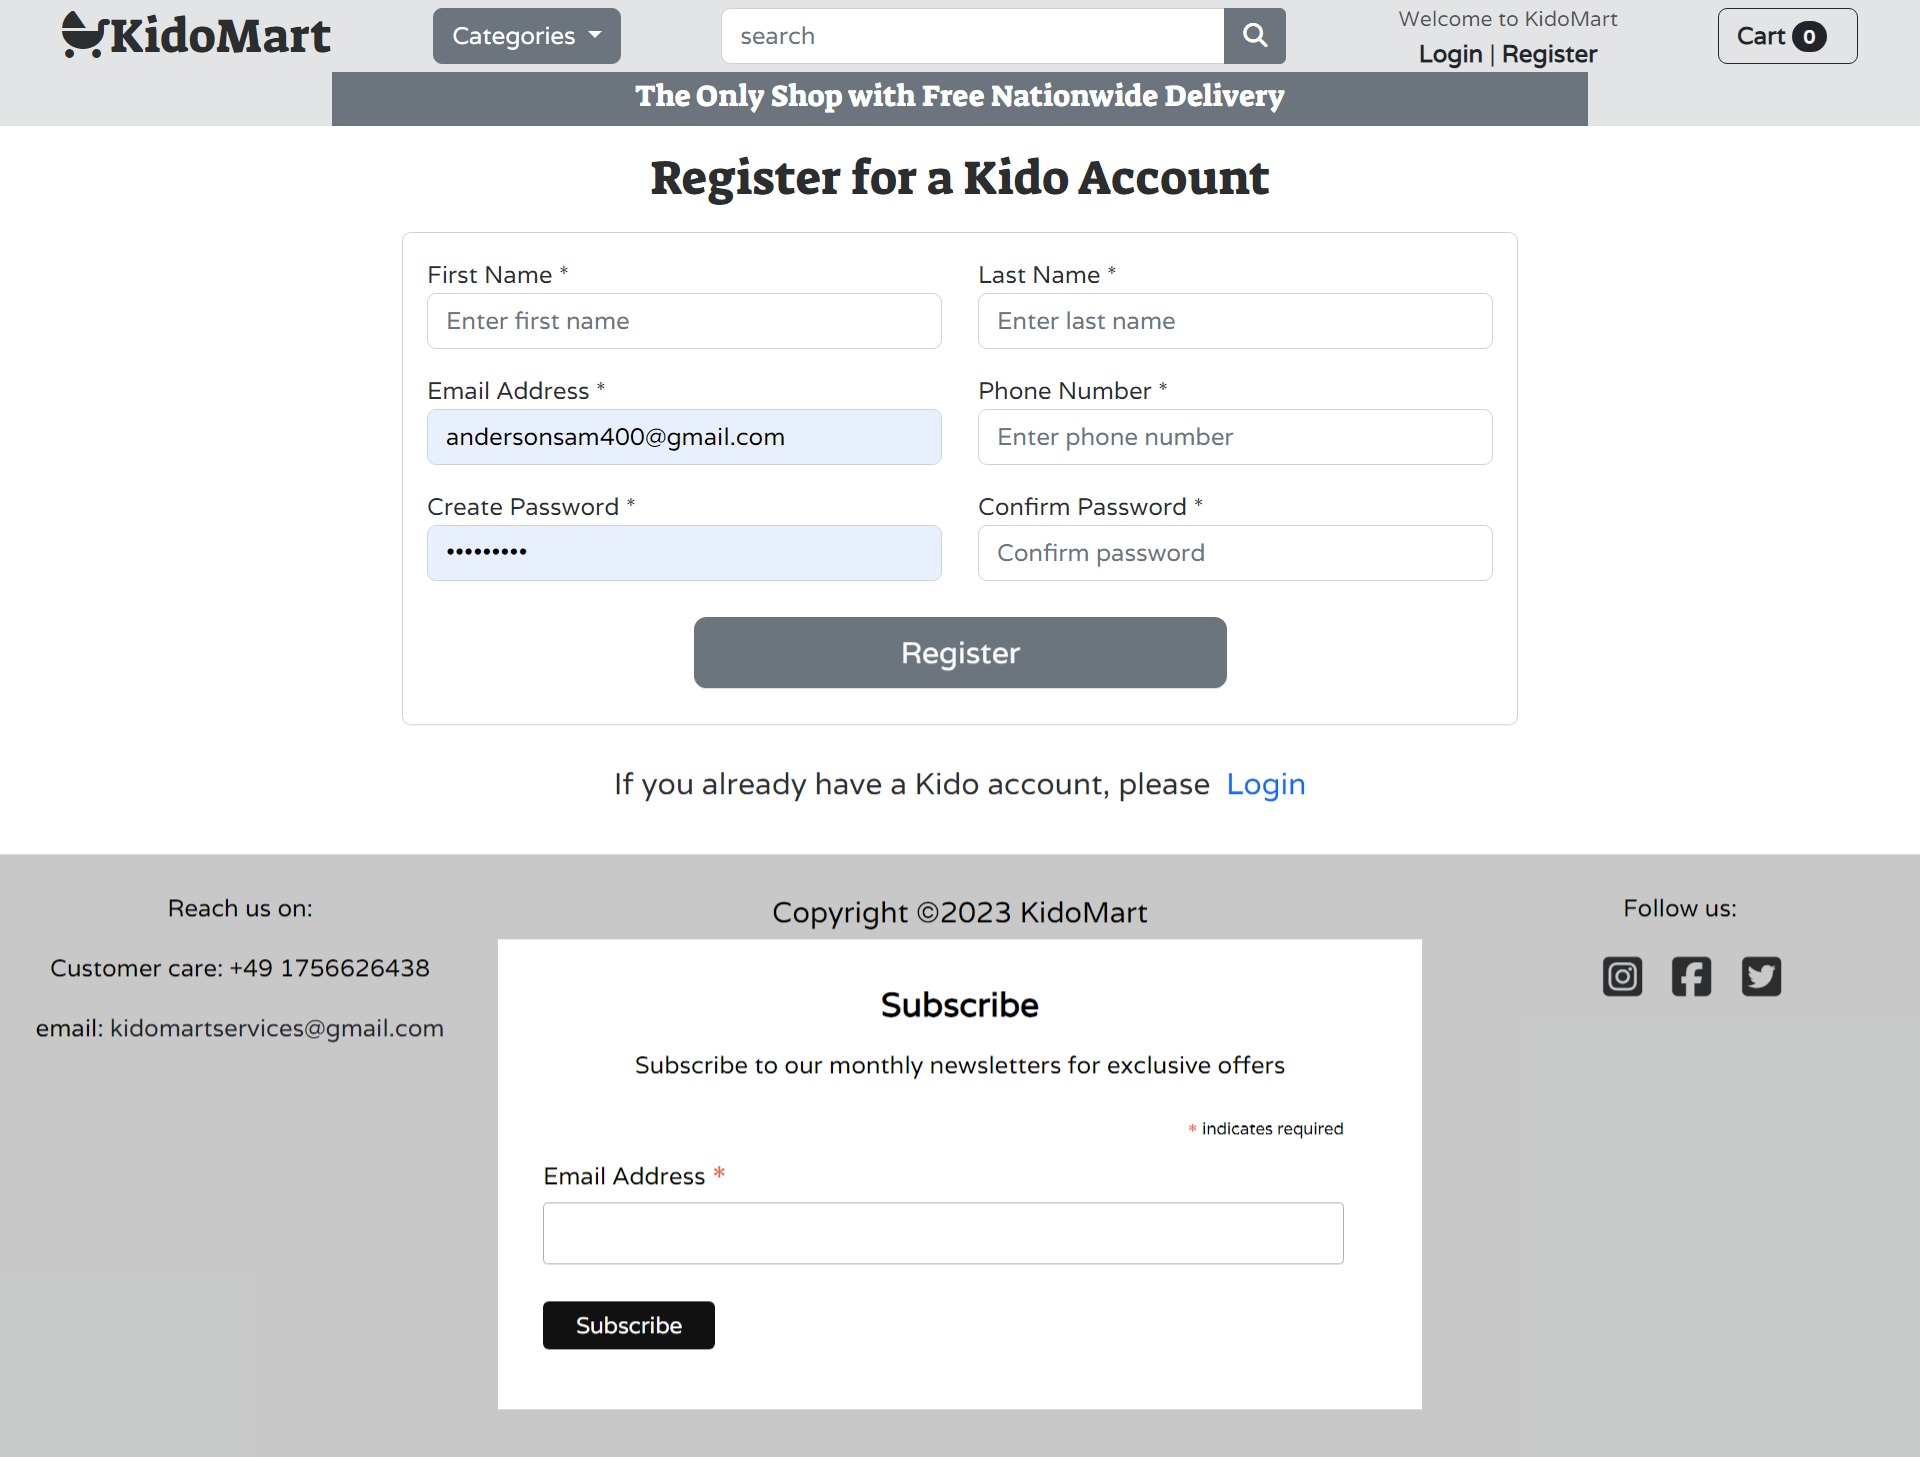 KidoMart
Categories
search
Welcome to KidoMart
Login | Register
Cart 0
The Only Shop with Free Nationwide Delivery
Register for a Kido Account
First Name *
Last Name *
Enter first name
Enter last name
Email Address *
Phone Number *
andersonsam400@gmail.com
Enter phone number
Create Password *
Confirm Password *
•••••••••
Confirm password
Register
If you already have a Kido account, please Login
Reach us on:
Customer care: +49 1756626438
email: kidomartservices@gmail.com
Copyright ©2023 KidoMart
Subscribe
Subscribe to our monthly newsletters for exclusive offers
* indicates required
Email Address *
Subscribe
Follow us: